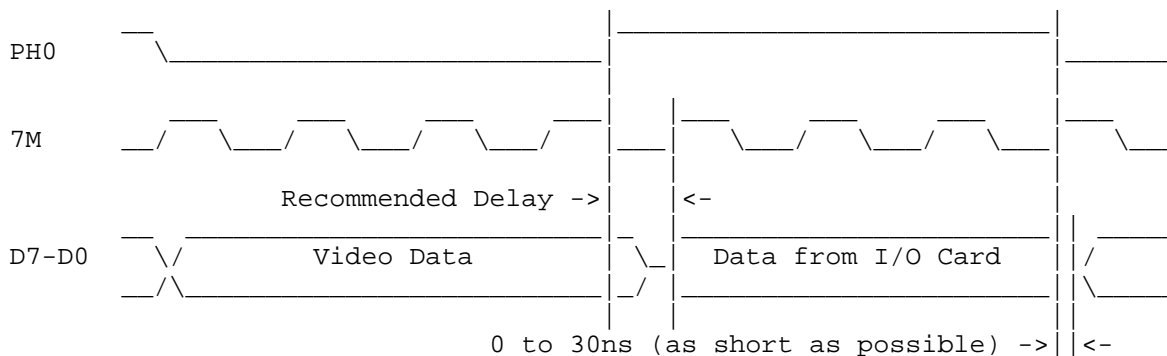 PH0
7M
Recommended Delay -> <-
D7-D0 Video Data Data from I/O Card
0 to 30ns (as short as possible) -> <-